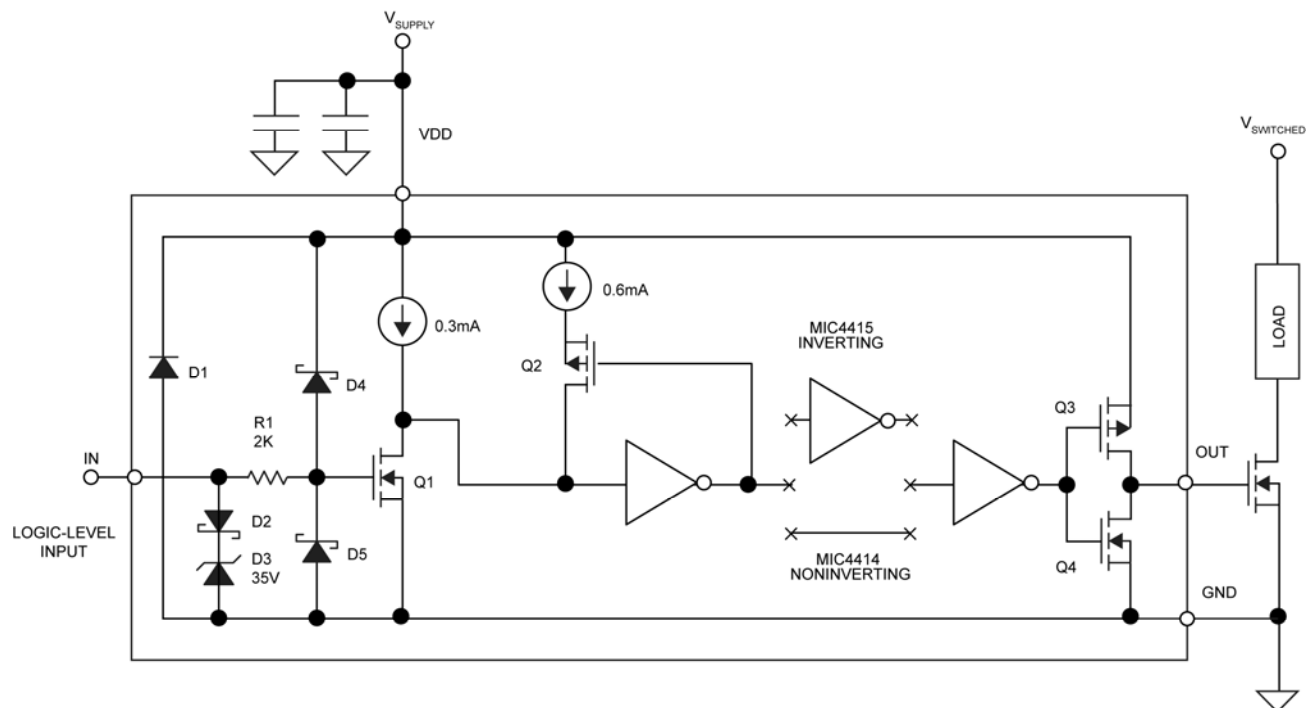 VSUPPLY
VDD
VSWITCHED
LOAD
0.3mA
0.6mA
MIC4415
INVERTING
Q2
D1
D4
R1
2K
Q3
IN
Q1
OUT
LOGIC-LEVEL
INPUT
D2
D3
35V
D5
MIC4414
NONINVERTING
Q4
GND